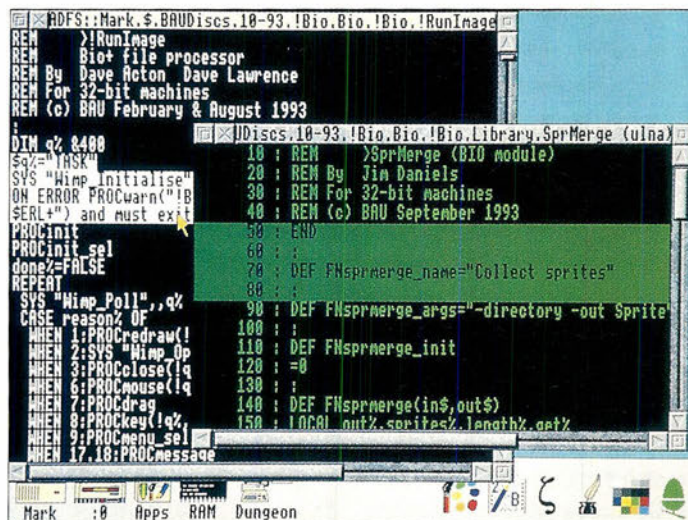 ADFS::Mark.$.BAUDiscs.10-93.!Bio.Bio.!Bio.!RunImage
REM     >!RunImage
REM     Bio+ file processor
REM By  Dave Acton  Dave Lawrence
REM For 32-bit machines
REM (c) BAU February & August 1993
:
DIM q% &400
$q%="TASK"
SYS "Wimp_Initialise"
ON ERROR PROCwarn("!B
$ERL+") and must exit
PROCinit
PROCinit_sel
done%=FALSE
REPEAT
SYS "Wimp_Poll",,q%
CASE reason% OF
WHEN 1:PROCredraw(!
WHEN 2:SYS "Wimp_Op
WHEN 3:PROCclose(!q
WHEN 6:PROCmouse(!q
WHEN 7:PROCdrag
WHEN 8:PROCkey(!q%,
WHEN 9:PROCmenu_sel
WHEN 17,18:PROCmessage
UDiscs.10-93.!Bio.Bio.!Bio.Library.SprMerge (ulna)
10 : REM     >SprMerge (BIO module)
20 : REM By  Jim Daniels
30 : REM For 32-bit machines
40 : REM (c) BAU September 1993
50 : END
60 : :
70 : DEF FNsprmerge_name="Collect sprites"
80 : :
90 : DEF FNsprmerge_args="-directory -out Sprite"
100 : :
110 : DEF FNsprmerge_init
120 : =0
130 : :
140 : DEF FNsprmerge(in$,out$)
150 : LOCAL out%,sprites%,length%,get%
Mark :0 Apps RAM Dungeon